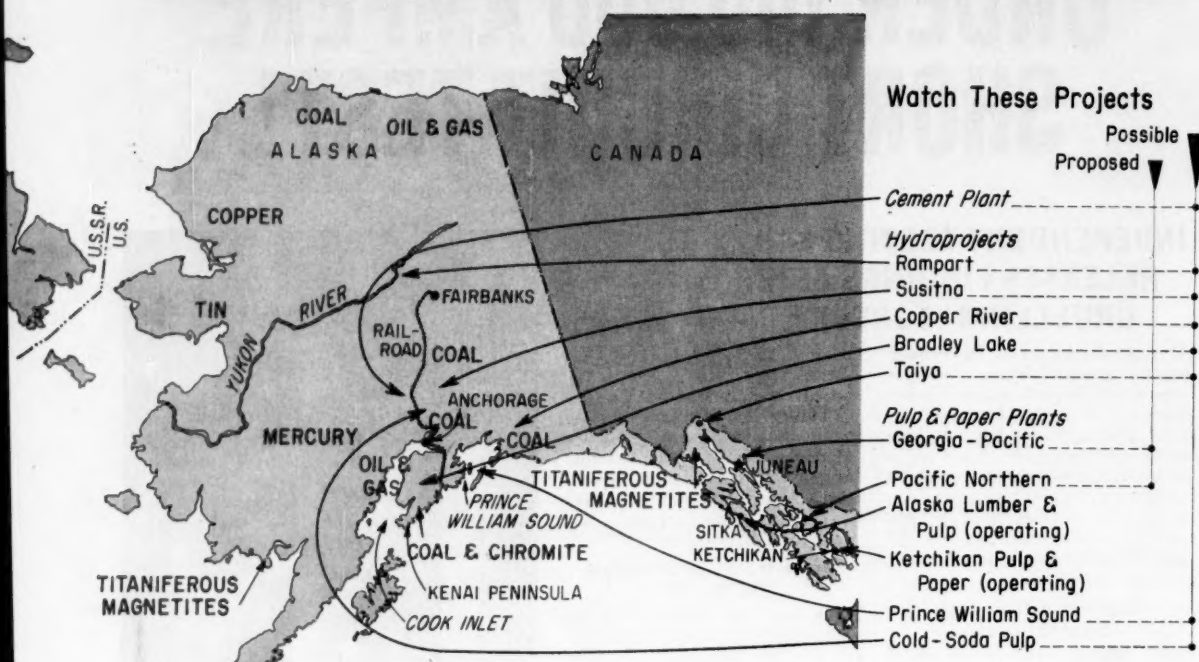 Watch These Projects
Possible
Proposed
COAL
OIL & GAS
ALASKA
CANADA
COPPER
U.S.S.R.
U.S.
TIN
YUKON
RIVER
FAIRBANKS
RAIL-
ROAD
COAL
ANCHORAGE
COAL
COAL
MERCURY
OIL &
GAS
PRINCE
WILLIAM SOUND
COAL & CHROMITE
KENAI PENINSULA
COOK INLET
TITANIFEROUS
MAGNETITES
TITANIFEROUS
MAGNETITES
JUNEAU
SITKA
KETCHIKAN
Cement Plant
Hydroprojects
Rampart
Susitna
Copper River
Bradley Lake
Taiya
Pulp & Paper Plants
Georgia-Pacific
Pacific Northern
Alaska Lumber &
Pulp (operating)
Ketchikan Pulp &
Paper (operating)
Prince William Sound
Cold-Soda Pulp